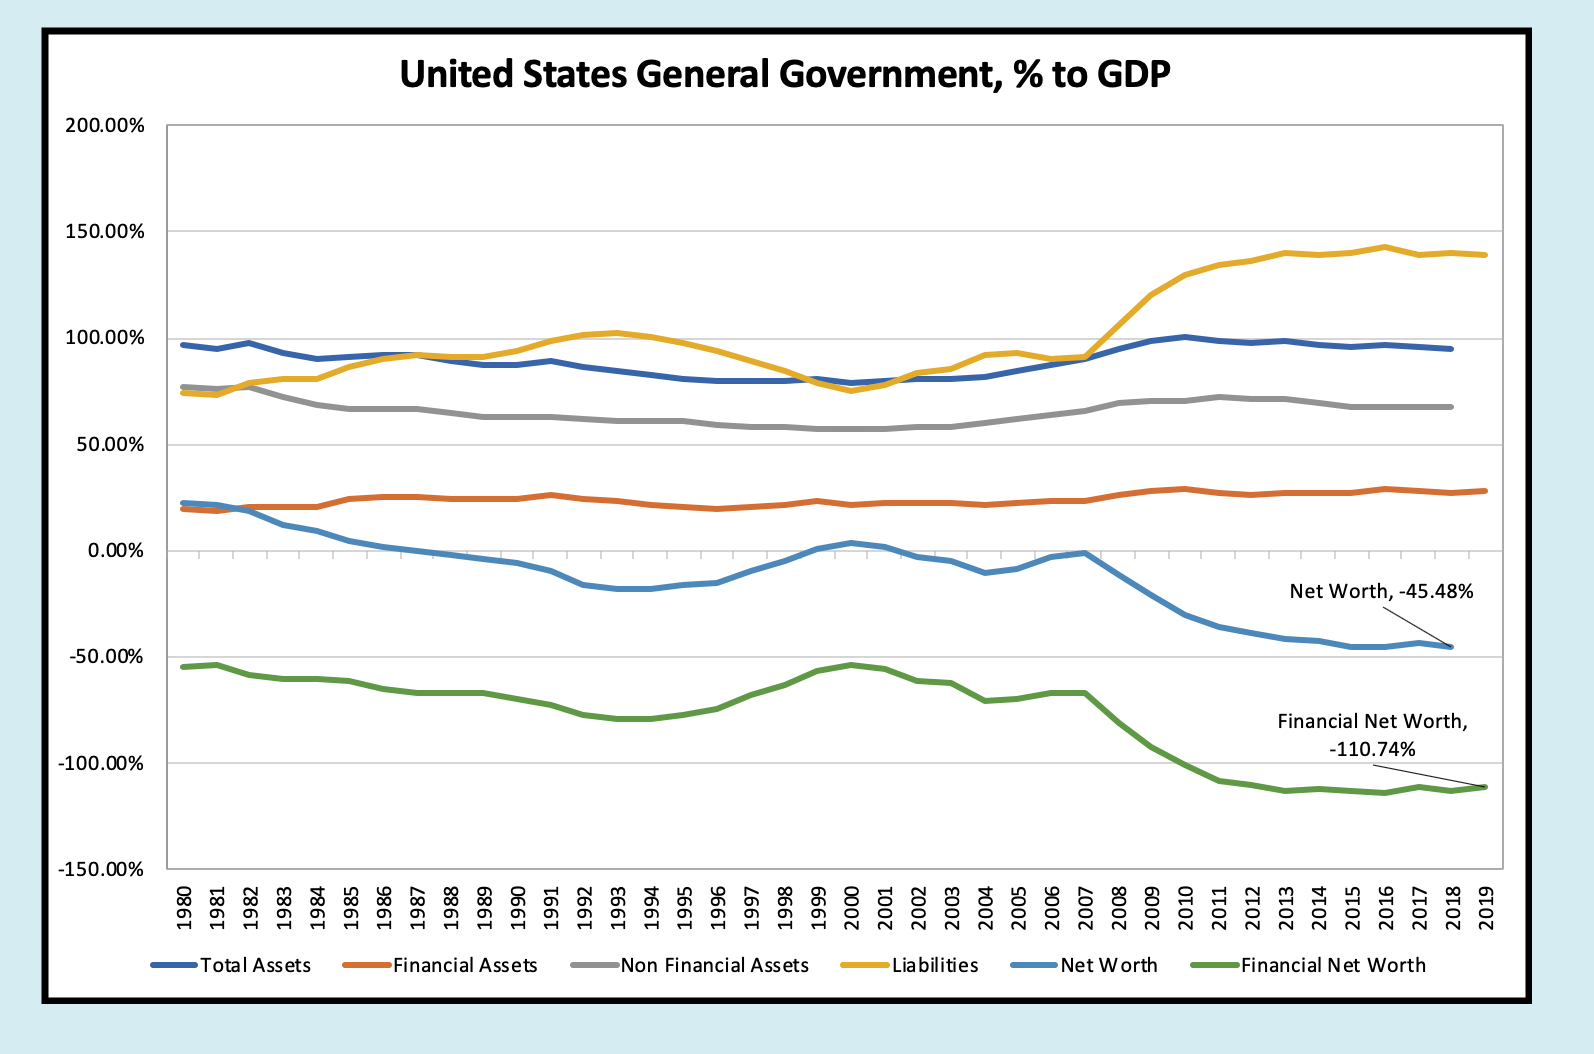 United States General Government, % to GDP
200.00%
150.00%
100.00%
50.00%
0.00%
-50.00%
-100.00%
-150.00%
Net Worth, -45.48%
Financial Net Worth,
-110.74%
1980 1981 1982 1983 1984 1985 1986 1987 1988 1989 1990 1991 1992 1993 1994 1995 1996 1997 1998 1999 2000 2001 2002 2003 2004 2005 2006 2007 2008 2009 2010 2011 2012 2013 2014 2015 2016 2017 2018 2019
Total Assets Financial Assets Non Financial Assets Liabilities Net Worth Financial Net Worth